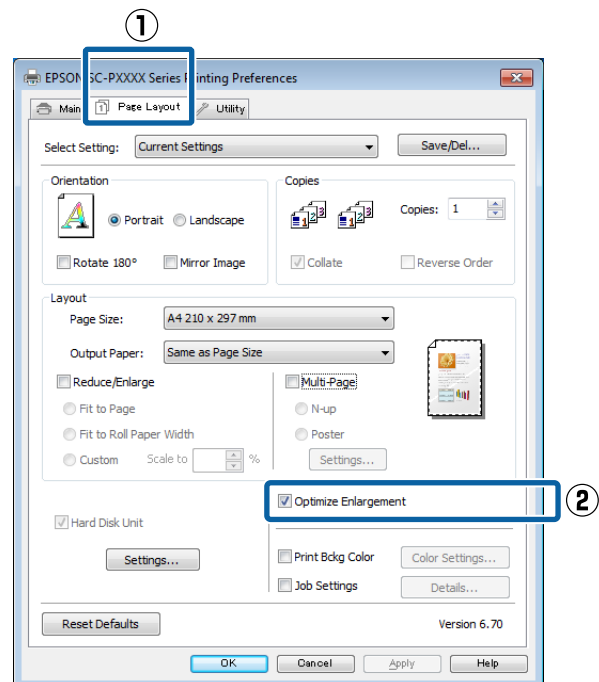 ①
EPSON SC-PXXXX Series Printing Preferences
Main Page Layout Utility
Select Setting: Current Settings Save/Del...
Orientation Copies
Portrait Landscape Copies: 1
Rotate 180° Mirror Image Collate Reverse Order
Layout
Page Size: A4 210 x 297 mm
Output Paper: Same as Page Size
Reduce/Enlarge Multi-Page
Fit to Page N-up
Fit to Roll Paper Width Poster
Custom Scale to % Settings...
Optimize Enlargement ②
Hard Disk Unit
Settings... Print Bckg Color Color Settings...
Job Settings Details...
Reset Defaults Version 6.70
OK Cancel Apply Help